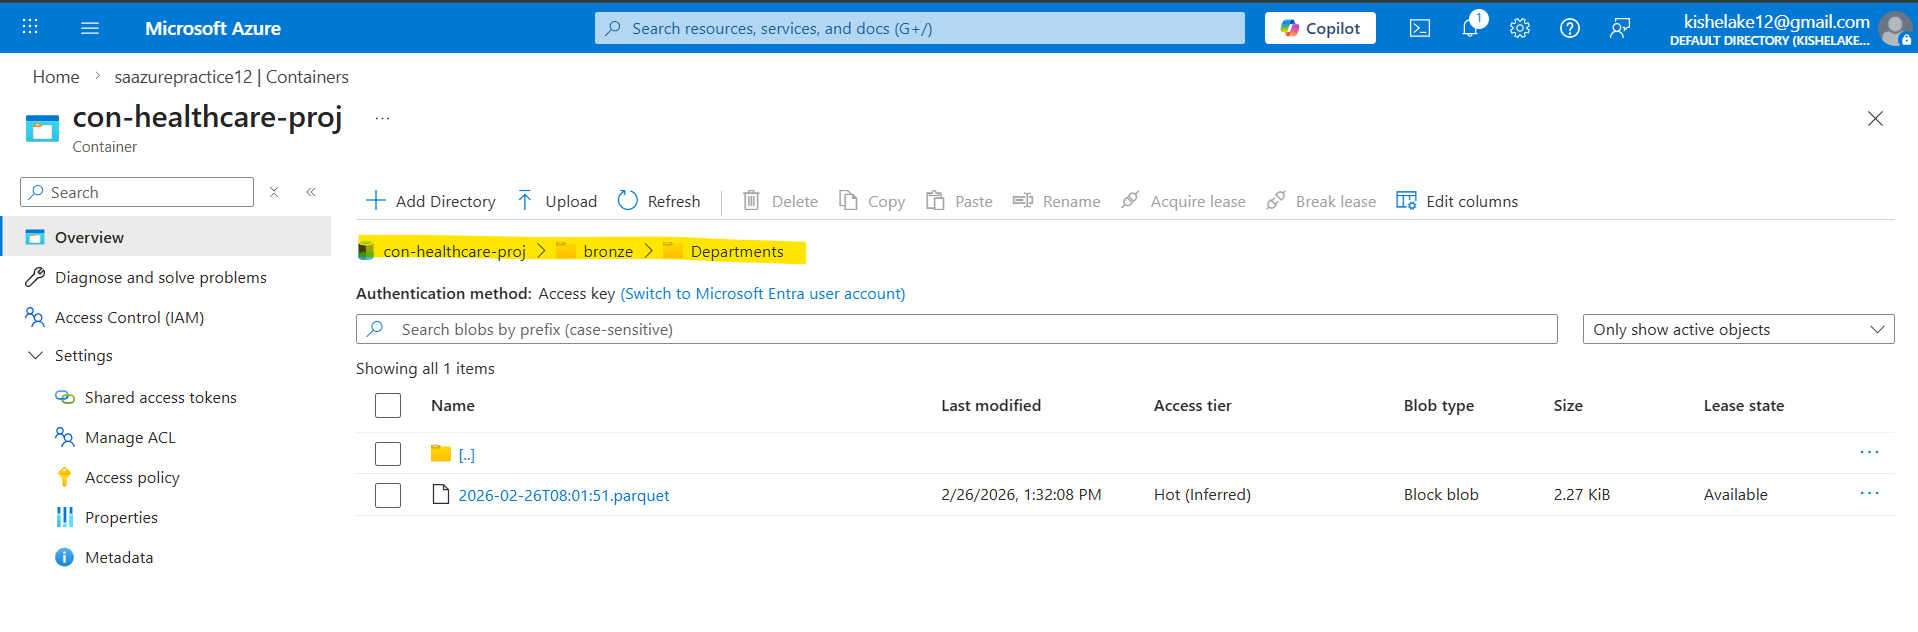 Microsoft Azure
Search resources, services, and docs (G+/)
Copilot
1
kishelake12@gmail.com
DEFAULT DIRECTORY (KISHELAKE...
Home > saazurepractice12 | Containers
con-healthcare-proj ...
Container
Search
Overview
Diagnose and solve problems
Access Control (IAM)
Settings
Shared access tokens
Manage ACL
Access policy
Properties
Metadata
Add Directory Upload Refresh Delete Copy Paste Rename Acquire lease Break lease Edit columns
con-healthcare-proj > bronze > Departments
Authentication method: Access key (Switch to Microsoft Entra user account)
Search blobs by prefix (case-sensitive)
Only show active objects
Showing all 1 items
Name Last modified Access tier Blob type Size Lease state
[..] ...
2026-02-26T08:01:51.parquet 2/26/2026, 1:32:08 PM Hot (Inferred) Block blob 2.27 KiB Available ...